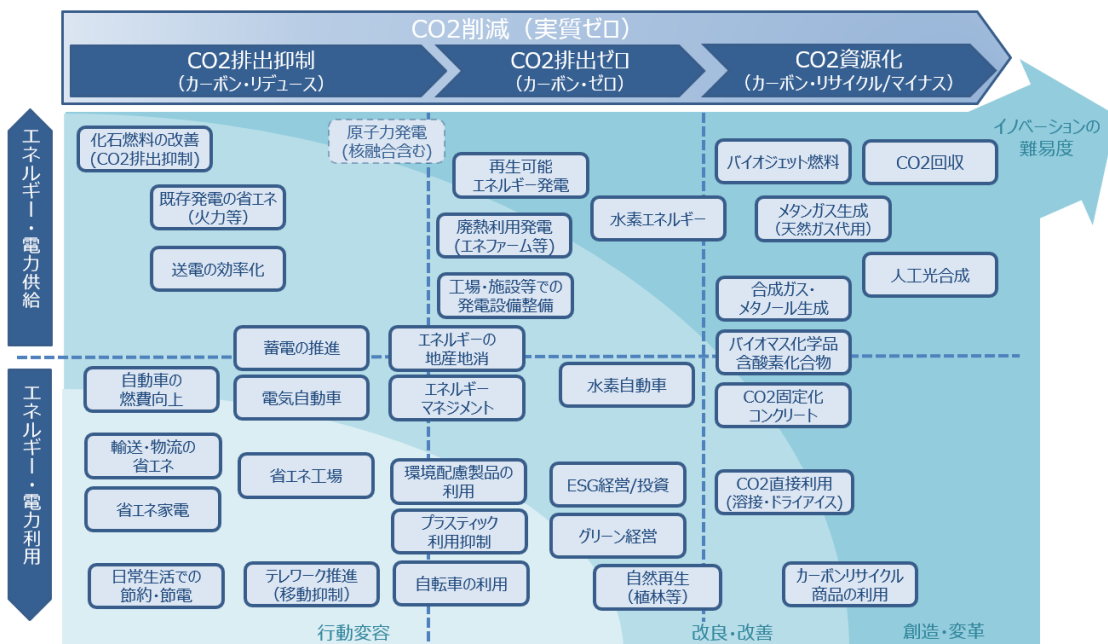 CO2削減（実質ゼロ）
CO2排出抑制
（カーボン・リデュース）
CO2排出ゼロ
（カーボン・ゼロ）
CO2資源化
（カーボン・リサイクル/マイナス）
イノベーションの
難易度
エネルギー・電力供給
化石燃料の改善
(CO2排出抑制)
原子力発電
(核融合含む)
再生可能
エネルギー発電
バイオジェット燃料
CO2回収
既存発電の省エネ
（火力等）
廃熱利用発電
(エネファーム等)
水素エネルギー
メタンガス生成
（天然ガス代用）
送電の効率化
工場・施設等での
発電設備整備
合成ガス・
メタノール生成
人工光合成
蓄電の推進
エネルギーの
地産地消
バイオマス化学品
含酸素化合物
エネルギー・電力利用
自動車の
燃費向上
電気自動車
エネルギー
マネジメント
水素自動車
CO2固定化
コンクリート
輸送・物流の
省エネ
省エネ工場
環境配慮製品の
利用
ESG経営/投資
CO2直接利用
(溶接・ドライアイス)
省エネ家電
プラスティック
利用抑制
グリーン経営
日常生活での
節約・節電
テレワーク推進
（移動抑制）
自転車の利用
自然再生
（植林等）
カーボンリサイクル
商品の利用
行動変容
改良・改善
創造・変革